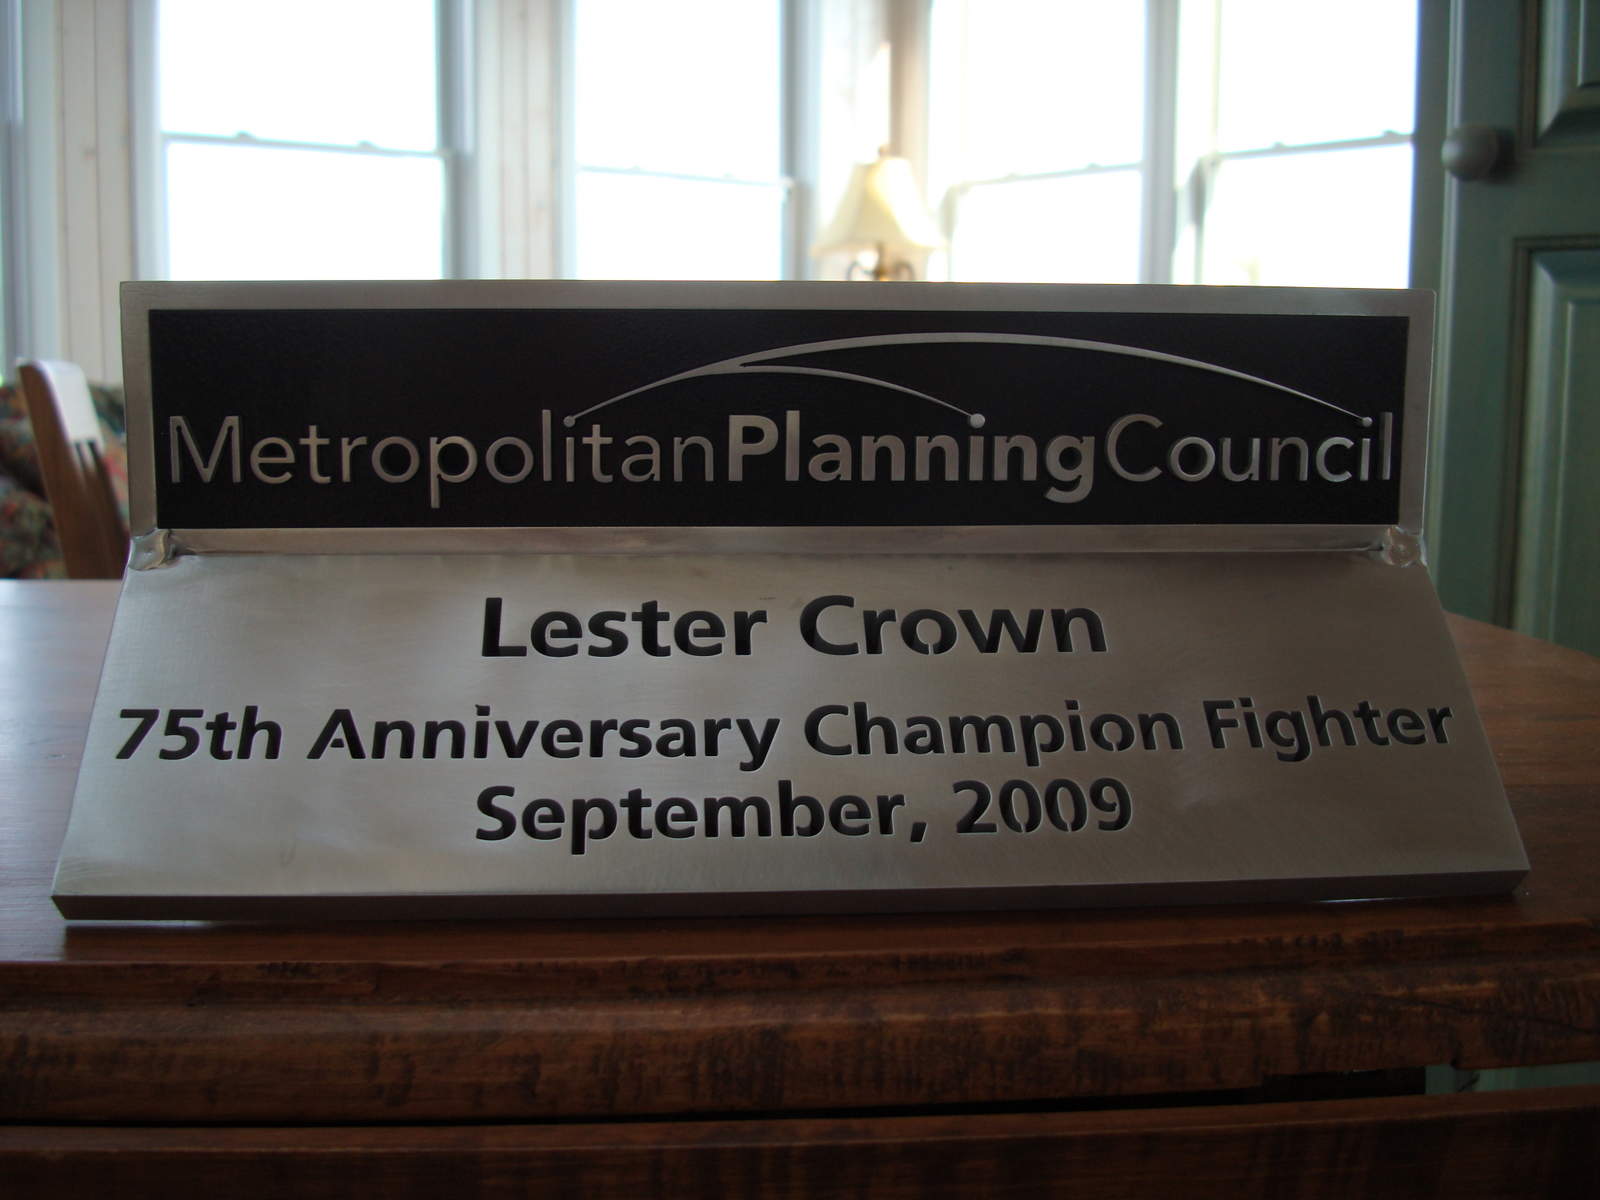 MetropolitanPlanningCouncil
Lester Crown
75th Anniversary Champion Fighter
September, 2009